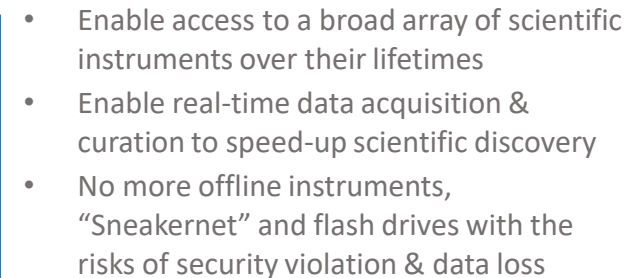 • Enable access to a broad array of scientific
instruments over their lifetimes
• Enable real-time data acquisition &
curation to speed-up scientific discovery
• No more offline instruments,
“Sneakernet” and flash drives with the
risks of security violation & data loss